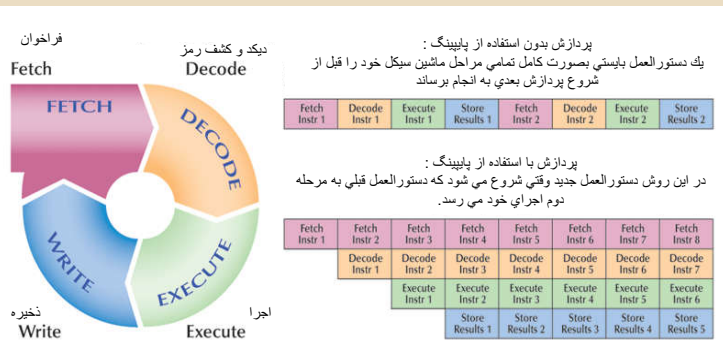 فراخوان
Fetch
ديكد و كشف رمز
Decode
FETCH
DECODE
EXECUTE
WRITE
ذخيره
Write
اجرا
Execute
پردازش بدون استفاده از پايپينگ :
يك دستورالعمل بايستي بصورت كامل تمامي مراحل ماشين سيكل خود را قبل از
شروع پردازش بعدي به انجام برساند
Fetch Decode Execute Store Fetch Decode Execute Store
Instr 1 Instr 1 Instr 1 Results 1 Instr 2 Instr 2 Instr 2 Results 2
پردازش با استفاده از پايپينگ :
در اين روش دستورالعمل جديد وقتي شروع مي شود كه دستورالعمل قبلي به مرحله
دوم اجراي خود مي رسد.
Fetch Fetch Fetch Fetch Fetch Fetch Fetch Fetch
Instr 1 Instr 2 Instr 3 Instr 4 Instr 5 Instr 6 Instr 7 Instr 8
Decode Decode Decode Decode Decode Decode Decode
Instr 1 Instr 2 Instr 3 Instr 4 Instr 5 Instr 6 Instr 7
Execute Execute Execute Execute Execute Execute
Instr 1 Instr 2 Instr 3 Instr 4 Instr 5 Instr 6
Store Store Store Store Store
Results 1 Results 2 Results 3 Results 4 Results 5